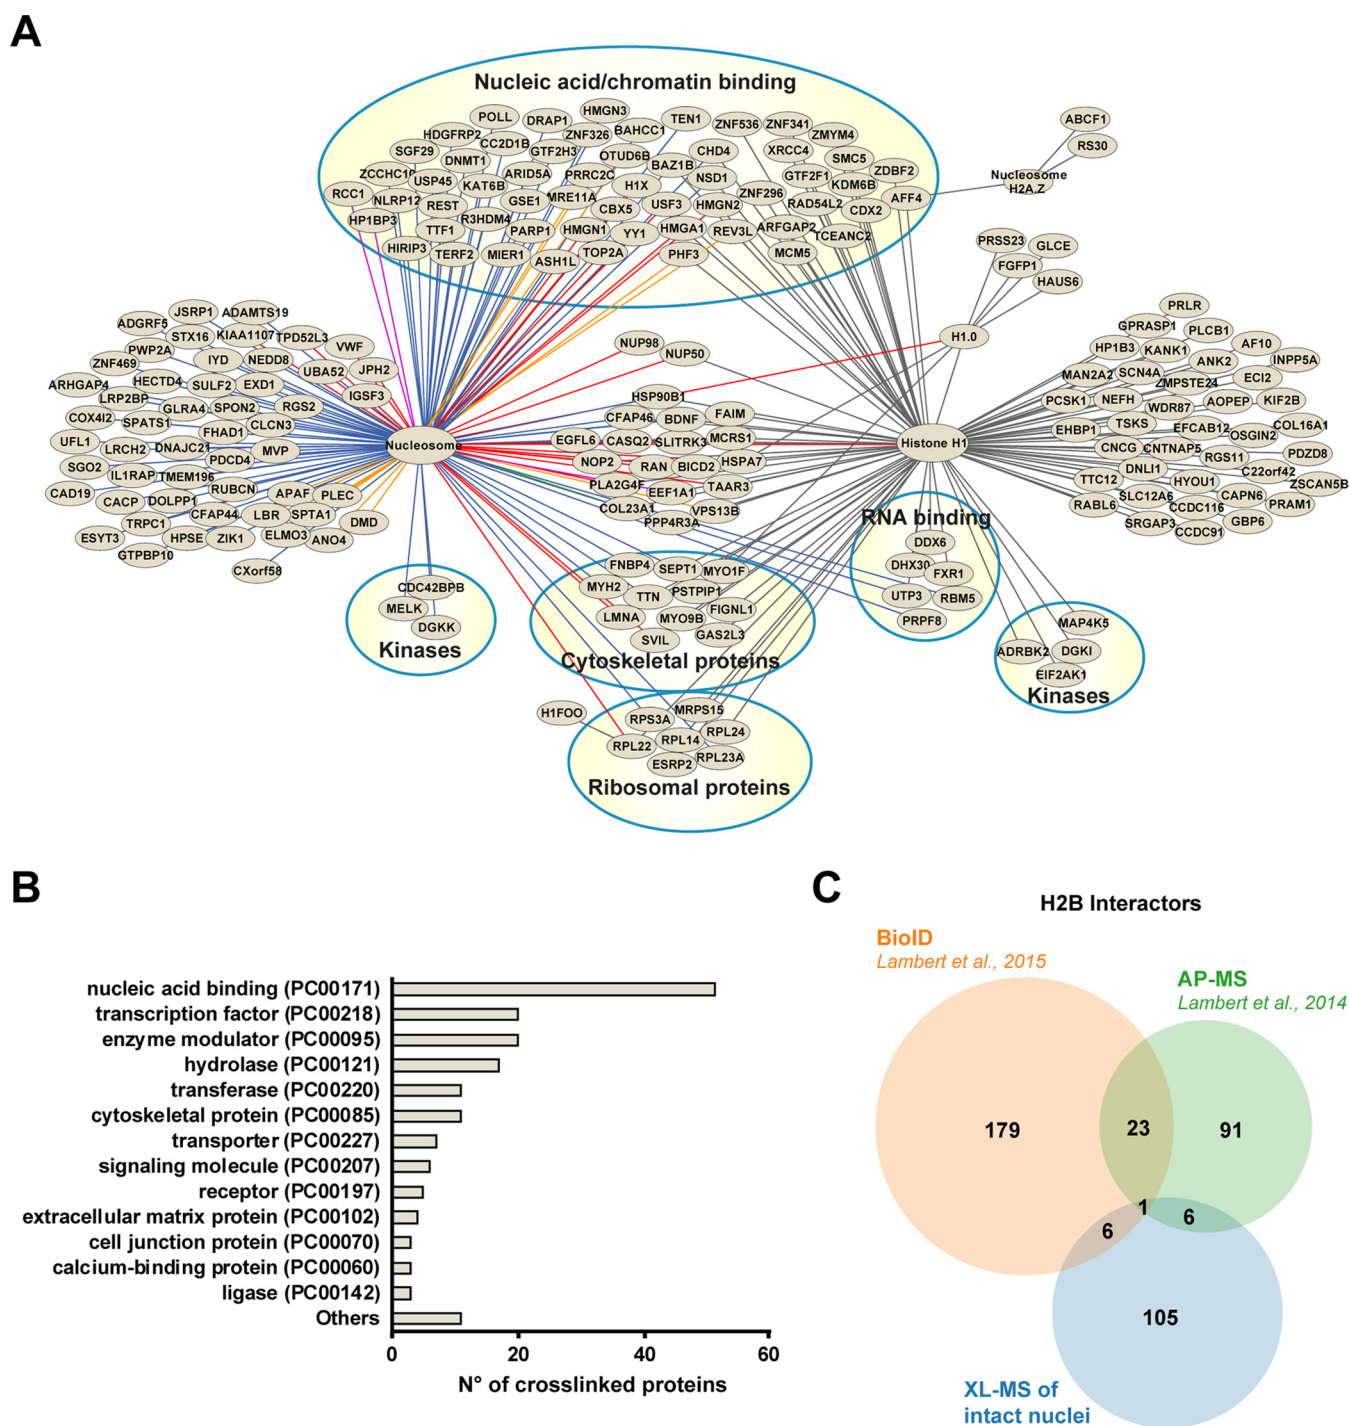 A
Nucleic acid/chromatin binding
POLL
DRAP1
HMGN3
TEN1
ZNF536
ZNF341
ZMYM4
HDGFRP2
CC2D1B
ZNF326
BAHCC1
SGF29
DNMT1
GTF2H3
OTUD6B
BAZ1B
CHD4
XRCC4
SMC5
ZDBF2
USP45
KAT6B
ARID5A
PRRC2C
H1X
NSD1
GTF2F1
KDM6B
RCC1
NLRP12
REST
GSE1
MRE11A
CBX5
USF3
HMGN2
ZNF296
RAD54L2
CDX2
AFF4
HP1BP3
TTF1
R3HDM4
PARP1
HMGN1
YY1
HMGA1
REV3L
ARFGAP2
TCEANC2
HIRIP3
TERF2
MIER1
ASH1L
TOP2A
PHF3
MCM5
ABCF1
RS30
Nucleosome
H2A.Z
PRSS23
GLCE
FGFP1
HAUS6
H1.0
JSRP1
ADAMTS19
ADGRF5
STX16
KIAA1107
TPD52L3
PWP2A
VWF
ZNF469
IYD
NEDD8
UBA52
JPH2
ARHGAP4
HECTD4
SULF2
EXD1
IGSF3
LRP2BP
GLRA4
SPON2
RGS2
COX4I2
SPATS1
FHAD1
CLCN3
UFL1
LRCH2
DNAJC21
PDCD4
MVP
SGO2
IL1RAP
TMEM196
RUBCN
CAD19
CACP
DOLPP1
APAF
PLEC
TRPC1
CFAP44
LBR
SPTA1
DMD
ESYT3
HPSE
ZIK1
ELMO3
ANO4
GTPBP10
CXorf58
Nucleosome
NUP98
NUP50
HSP90B1
CFAP46
BDNF
FAIM
EGFL6
CASQ2
SLITRK3
MCRS1
NOP2
RAN
BICD2
HSPA7
PLA2G4F
EEF1A1
TAAR3
COL23A1
VPS13B
PPP4R3A
Histone H1
PRLR
GPRASP1
PLCB1
HP1B3
KANK1
AF10
ANK2
INPP5A
MAN2A2
SCN4A
ZMPSTE24
ECI2
PCSK1
NEFH
WDR87
AOPEP
KIF2B
EHBP1
TSKS
EFCAB12
OSGIN2
COL16A1
CNCG
CNTNAP5
RGS11
PDZD8
DNLI1
TTC12
HYOU1
C22orf42
ZSCAN5B
RABL6
SLC12A6
CAPN6
PRAM1
CCDC116
SRGAP3
GBP6
CCDC91
RNA binding
DDX6
DHX30
FXR1
UTP3
RBM5
PRPF8
CDC42BPB
MELK
DGKK
Kinases
FNBP4
SEPT1
MYO1F
MYH2
TTN
PSTPIP1
LMNA
MYO9B
FIGNL1
SVIL
GAS2L3
Cytoskeletal proteins
MAP4K5
ADRBK2
DGKI
EIF2AK1
Kinases
H1FOO
RPS3A
MRPS15
RPL22
RPL14
RPL24
ESRP2
RPL23A
Ribosomal proteins
B
nucleic acid binding (PC00171)
transcription factor (PC00218)
enzyme modulator (PC00095)
hydrolase (PC00121)
transferase (PC00220)
cytoskeletal protein (PC00085)
transporter (PC00227)
signaling molecule (PC00207)
receptor (PC00197)
extracellular matrix protein (PC00102)
cell junction protein (PC00070)
calcium-binding protein (PC00060)
ligase (PC00142)
Others
0
20
40
60
N° of crosslinked proteins
C
H2B Interactors
BioID
Lambert et al., 2015
AP-MS
Lambert et al., 2014
179
23
91
1
6
6
105
XL-MS of
intact nuclei